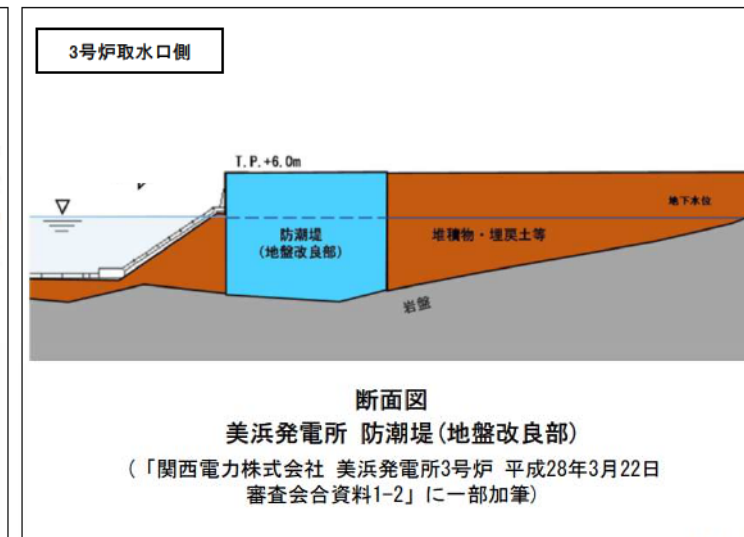 3号炉取水口側
T.P.+6.0m
地下水位
防潮堤
(地盤改良部)
堆積物・埋戻土等
岩盤
断面図
美浜発電所 防潮堤(地盤改良部)
(「関西電力株式会社 美浜発電所3号炉 平成28年3月22日
審査会合資料1-2」に一部加筆)